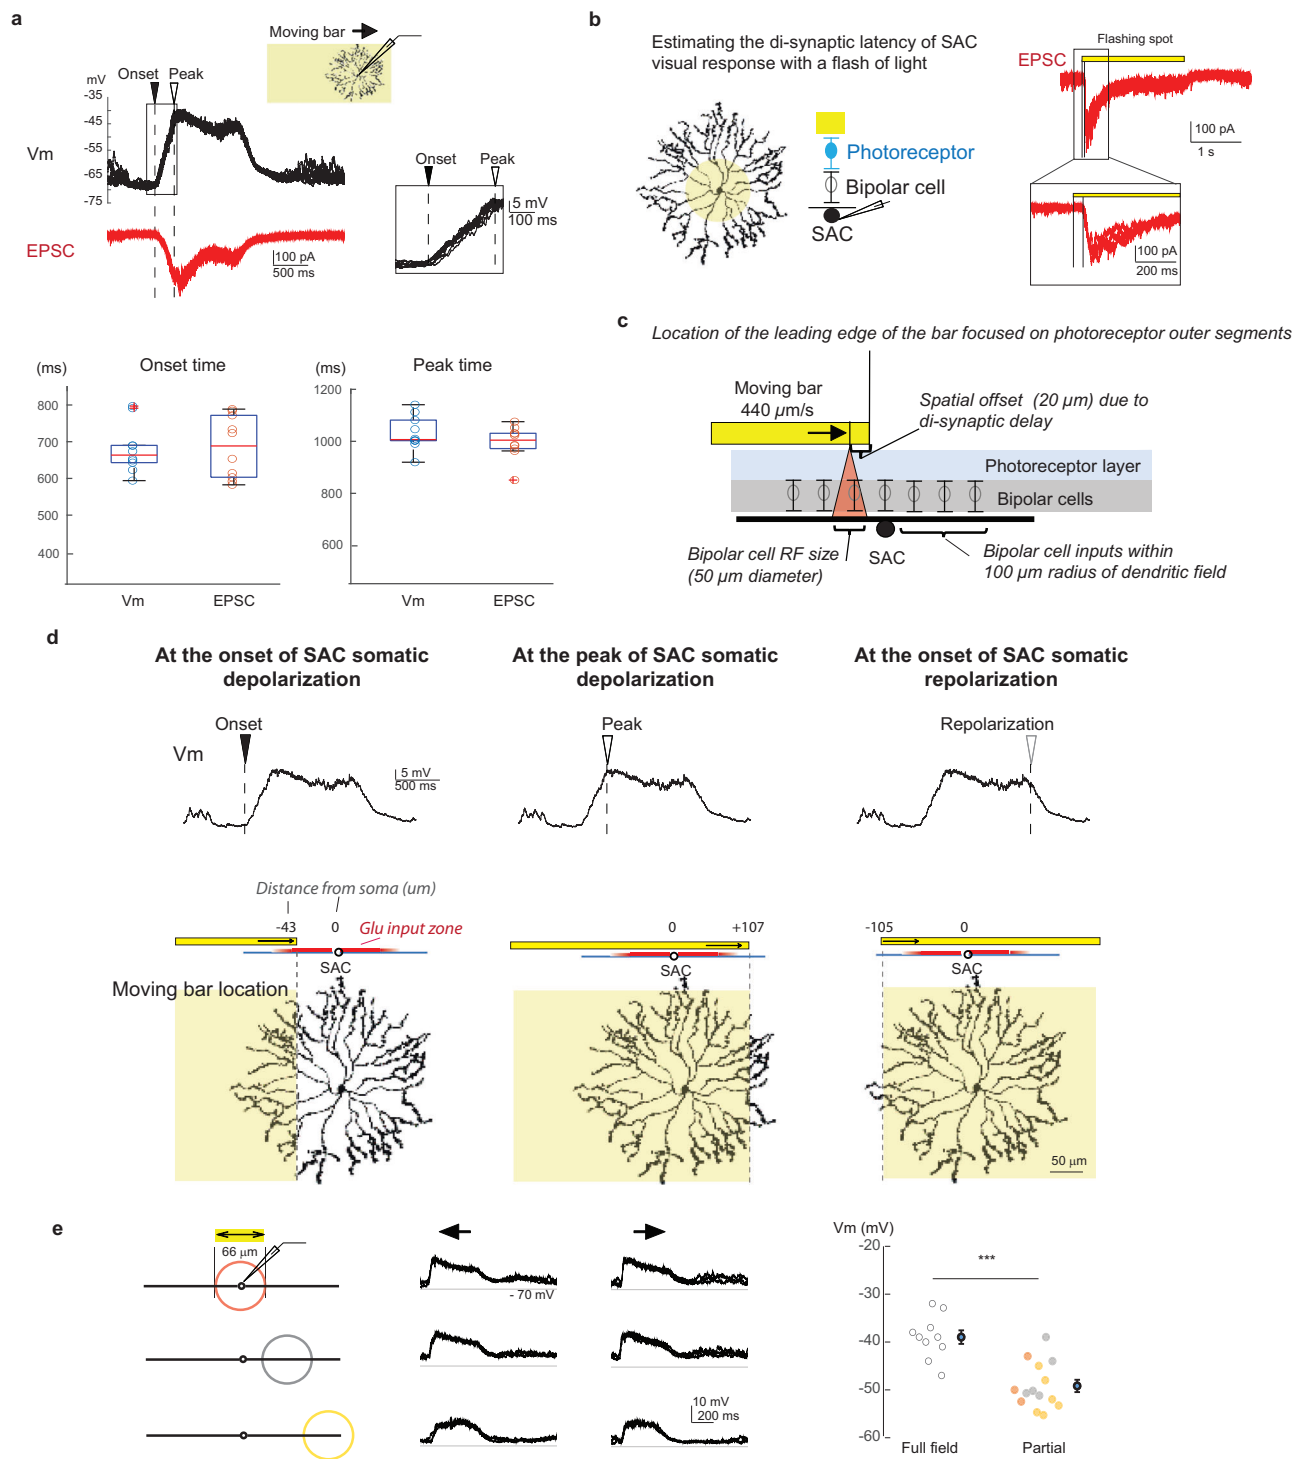 a
Moving bar
Onset
Peak
mV
-35
-45
-55
-65
-75
Vm
Onset
Peak
5 mV
100 ms
EPSC
100 pA
500 ms
(ms)
Onset time
800
700
600
500
400
Vm
EPSC
Peak time
1200
1000
800
600
Vm
EPSC
b
Estimating the di-synaptic latency of SAC
visual response with a flash of light
Photoreceptor
Bipolar cell
SAC
Flashing spot
EPSC
100 pA
1 s
100 pA
200 ms
c
Location of the leading edge of the bar focused on photoreceptor outer segments
Moving bar
440 µm/s
Spatial offset (20 µm) due to
di-synaptic delay
Photoreceptor layer
Bipolar cells
Bipolar cell RF size
(50 µm diameter)
SAC
Bipolar cell inputs within
100 µm radius of dendritic field
d
At the onset of SAC somatic
depolarization
At the peak of SAC somatic
depolarization
At the onset of SAC somatic
repolarization
Onset
Vm
5 mV
500 ms
Peak
Repolarization
Distance from soma (um)
-43
0
Glu input zone
SAC
Moving bar location
0
+107
SAC
-105
0
SAC
50 µm
e
66 µm
- 70 mV
10 mV
200 ms
Vm (mV)
-20
-30
-40
-50
-60
***
Full field
Partial